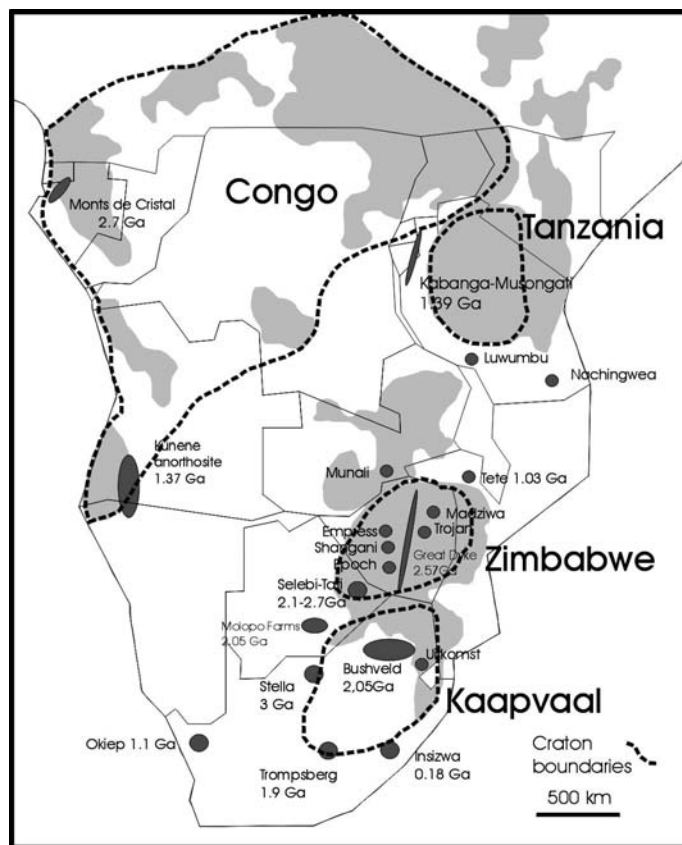 Congo
Monts de Cristal
2.7 Ga
Tanzania
Kabanga-Musongati
1.39 Ga
Luwumbu
Nachingwea
Kunene
anorthosite
1.37 Ga
Munali
Tete 1.03 Ga
Madziwa
Empress
Trojan
Shangani
Great Dyke
Epoch
2.57Ga
Zimbabwe
Selebi-Tati
2.1-2.7Ga
Molopo Farms
2.05 Ga
Uitkomst
Bushveld
2,05Ga
Stella
3 Ga
Kaapvaal
Okiep 1.1 Ga
Trompsberg
1.9 Ga
Insizwa
0.18 Ga
Craton
boundaries
500 km